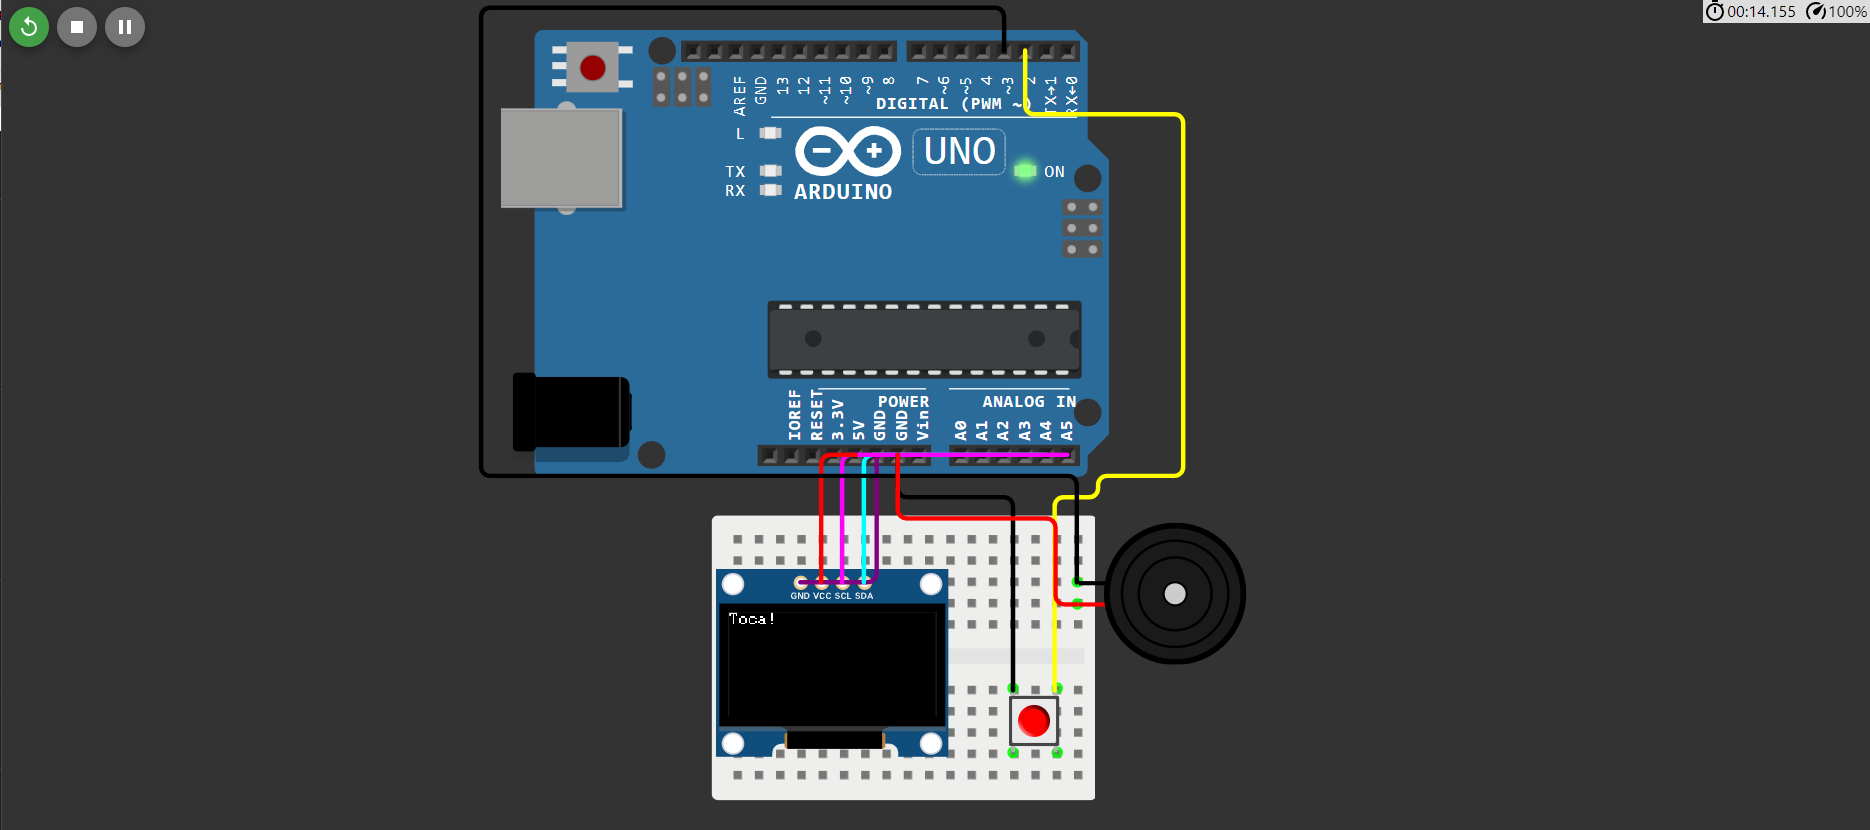 00:14.155 100%
AREF GND 13 12 ~11 ~10 ~9 8 7 ~6 ~5 4 ~3 2 TX→1 RX←0
DIGITAL (PWM ~)
L
TX
RX
UNO
ON
ARDUINO
POWER ANALOG IN
IOREF RESET 3.3V 5V GND GND Vin A0 A1 A2 A3 A4 A5
GND VCC SCL SDA
Toca!